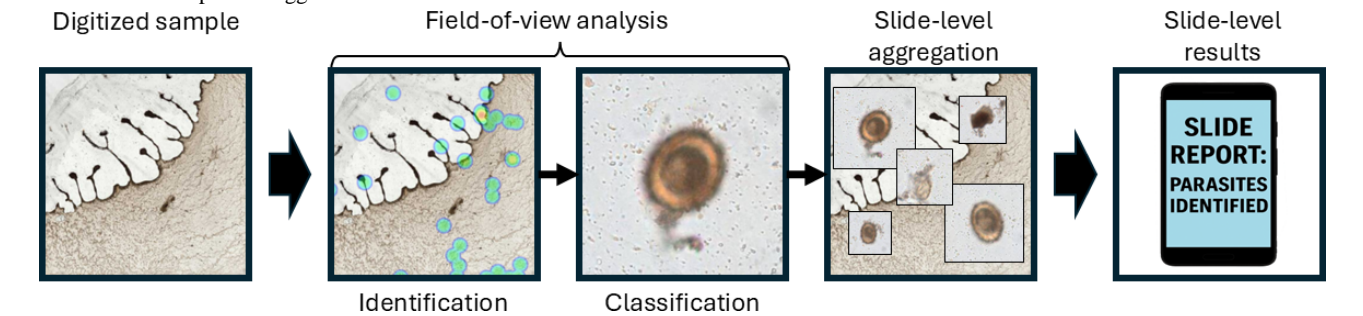 Digitized sample
Field-of-view analysis
Slide-level
aggregation
Slide-level
results
SLIDE
REPORT:
PARASITES
IDENTIFIED
Identification
Classification